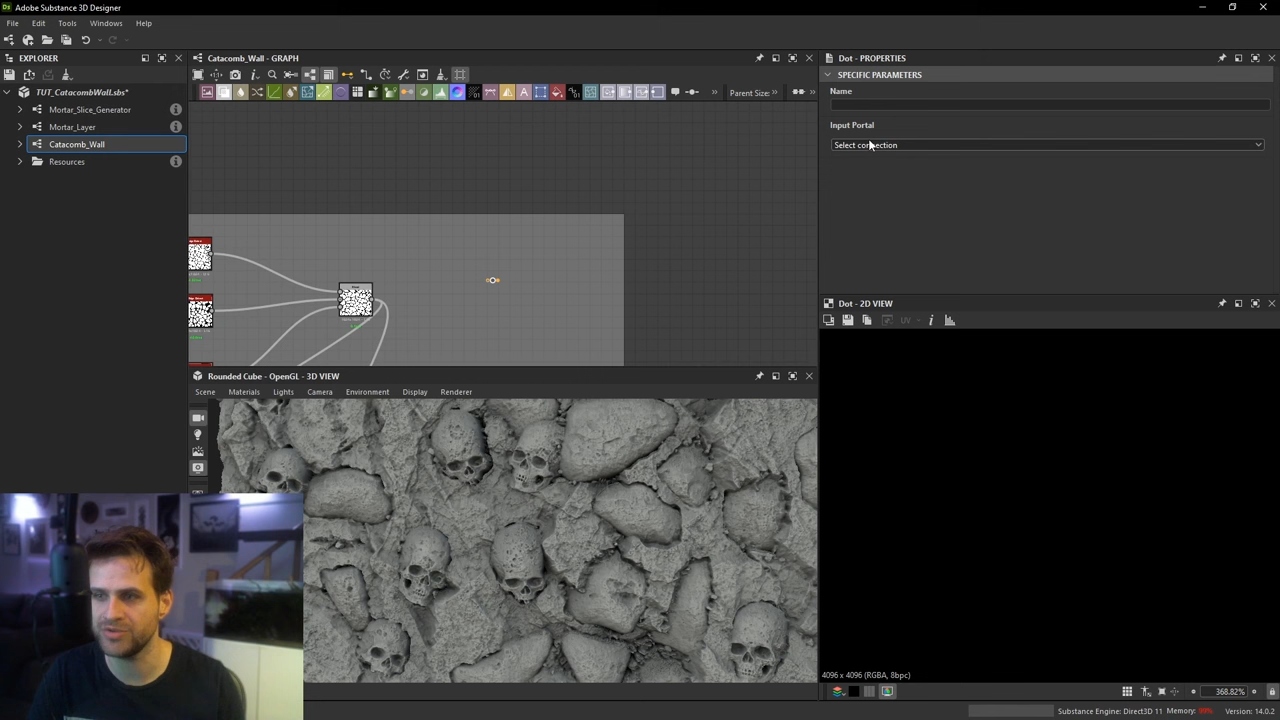 Adobe Substance 3D Designer
File Edit Tools Windows Help
EXPLORER
TUT_CatacombWall.sbs*
Mortar_Slice_Generator
Mortar_Layer
Catacomb_Wall
Resources
Catacomb_Wall - GRAPH
Parent Size:
Rounded Cube - OpenGL - 3D VIEW
Scene Materials Lights Camera Environment Display Renderer
Dot - PROPERTIES
SPECIFIC PARAMETERS
Name
Input Portal
Select connection
Dot - 2D VIEW
UV
4096 x 4096 (RGBA, 8bpc)
368.82%
Substance Engine: Direct3D 11 Memory: Version: 14.0.2